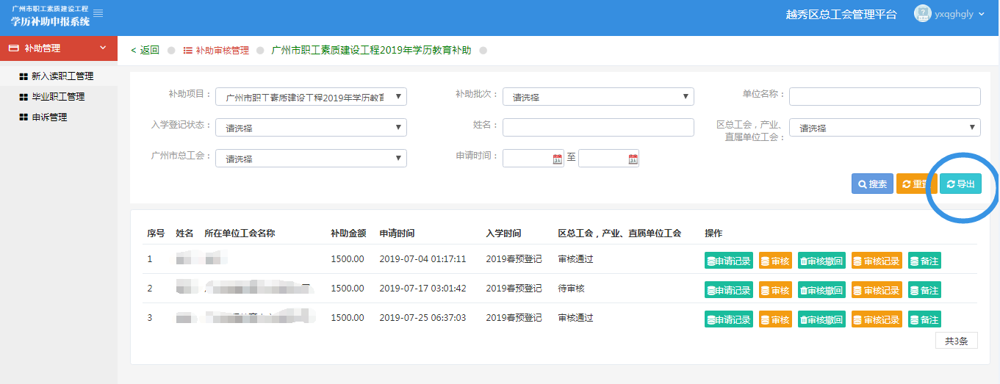 广州市职工素质建设工程
学历补助申报系统
越秀区总工会管理平台
yxqghgly
补助管理
< 返回
补助审核管理
广州市职工素质建设工程2019年学历教育补助
新入读职工管理
毕业职工管理
申诉管理
补助项目：
广州市职工素质建设工程2019年学历教育
补助批次：
请选择
单位名称：
入学登记状态：
请选择
姓名：
区总工会，产业、
直属单位工会：
请选择
广州市总工会：
请选择
申请时间：
31
至
31
搜索
重置
导出
序号 姓名 所在单位工会名称 补助金额 申请时间 入学时间 区总工会，产业、直属单位工会 操作
1 1500.00 2019-07-04 01:17:11 2019春预登记 审核通过 申请记录 审核 审核撤回 审核记录 备注
2 1500.00 2019-07-17 03:01:42 2019春预登记 待审核 申请记录 审核 审核撤回 审核记录 备注
3 1500.00 2019-07-25 06:37:03 2019春预登记 审核通过 申请记录 审核 审核撤回 审核记录 备注
共3条